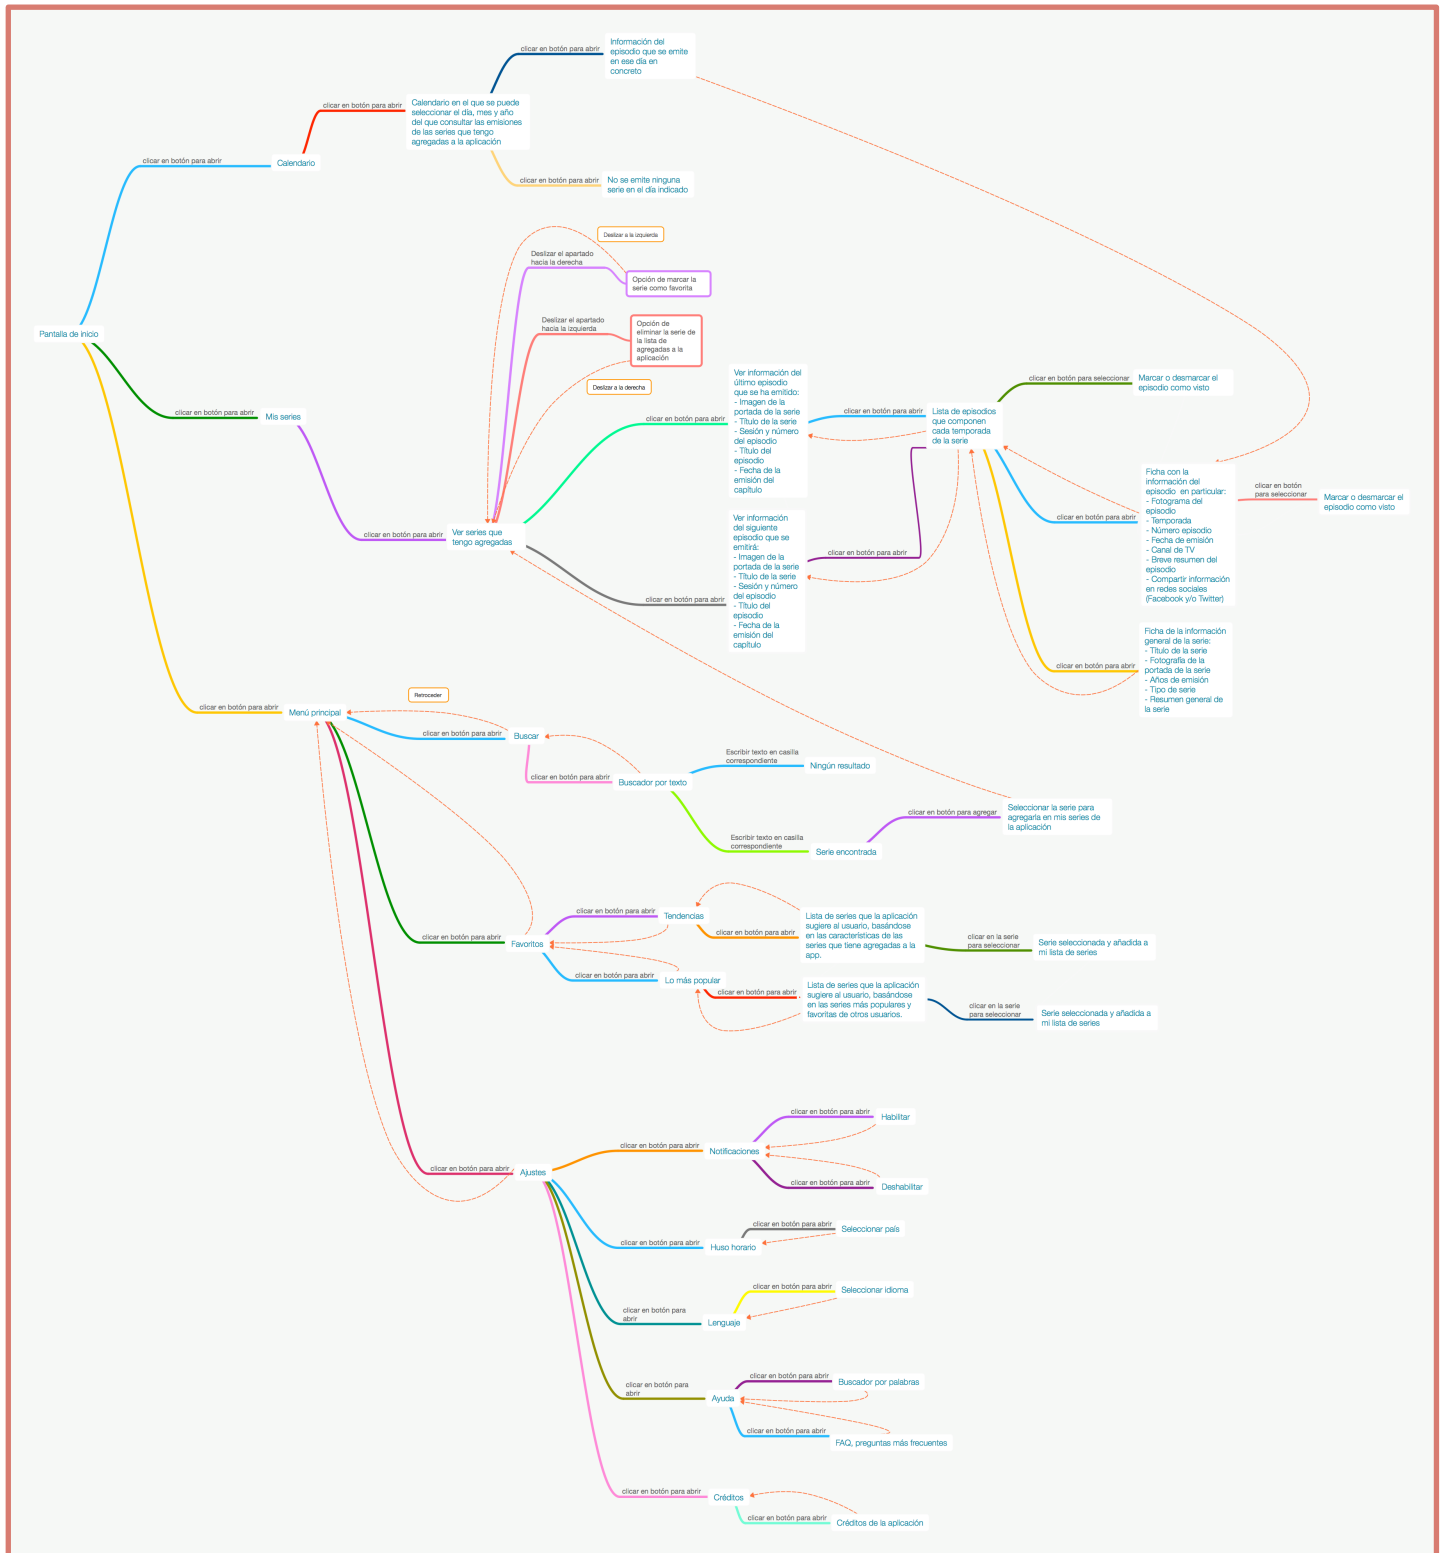 clicar en botón para abrir
Información del
episodio que se emite
en ese día en
concreto
clicar en botón para abrir
Calendario en el que se puede
seleccionar el día, mes y año
del que consultar las emisiones
de las series que tengo
agregadas a la aplicación
clicar en botón para abrir
Calendario
clicar en botón para abrir
No se emite ninguna
serie en el día indicado
Deslizar a la izquierda
Deslizar el apartado
hacia la derecha
Opción de marcar la
serie como favorita
Pantalla de inicio
Deslizar el apartado
hacia la izquierda
Opción de
eliminar la serie de
la lista de
agregadas a la
aplicación
Deslizar a la derecha
clicar en botón para abrir
Mis series
clicar en botón para abrir
Ver información del
último episodio
que se ha emitido:
- Imagen de la
portada de la serie
- Título de la serie
- Sesión y número
del episodio
- Título del
episodio
- Fecha de la
emisión del
capítulo
clicar en botón para abrir
Lista de episodios
que componen
cada temporada
de la serie
clicar en botón para seleccionar
Marcar o desmarcar el
episodio como visto
clicar en botón para abrir
Ficha con la
información del
episodio en particular:
- Fotograma del
episodio
- Temporada
- Número episodio
- Fecha de emisión
- Canal de TV
- Breve resumen del
episodio
- Compartir información
en redes sociales
(Facebook y/o Twitter)
clicar en botón
para seleccionar
Marcar o desmarcar el
episodio como visto
clicar en botón para abrir
Ver series que
tengo agregadas
clicar en botón para abrir
Ver información
del siguiente
episodio que se
emitirá:
- Imagen de la
portada de la serie
- Título de la serie
- Sesión y número
del episodio
- Título del
episodio
- Fecha de la
emisión del
capítulo
clicar en botón para abrir
clicar en botón para abrir
Ficha de la información
general de la serie:
- Título de la serie
- Fotografía de la
portada de la serie
- Años de emisión
- Tipo de serie
- Resumen general de
la serie
Retroceder
clicar en botón para abrir
Menú principal
clicar en botón para abrir
Buscar
clicar en botón para abrir
Buscador por texto
Escribir texto en casilla
correspondiente
Ningún resultado
Escribir texto en casilla
correspondiente
Serie encontrada
clicar en botón para agregar
Seleccionar la serie para
agregarla en mis series de
la aplicación
clicar en botón para abrir
Favoritos
clicar en botón para abrir
Tendencias
clicar en botón para abrir
Lista de series que la aplicación
sugiere al usuario, basándose
en las características de las
series que tiene agregadas a la
app.
clicar en la serie
para seleccionar
Serie seleccionada y añadida a
mi lista de series
clicar en botón para abrir
Lo más popular
clicar en botón para abrir
Lista de series que la aplicación
sugiere al usuario, basándose
en las series más populares y
favoritas de otros usuarios.
clicar en la serie
para seleccionar
Serie seleccionada y añadida a
mi lista de series
clicar en botón para abrir
Ajustes
clicar en botón para abrir
Notificaciones
clicar en botón para abrir
Habilitar
clicar en botón para abrir
Deshabilitar
clicar en botón para abrir
Huso horario
clicar en botón para abrir
Seleccionar país
clicar en botón para
abrir
Lenguaje
clicar en botón para abrir
Seleccionar idioma
clicar en botón para
abrir
Ayuda
clicar en botón para abrir
Buscador por palabras
clicar en botón para abrir
FAQ, preguntas más frecuentes
clicar en botón para abrir
Créditos
clicar en botón para abrir
Créditos de la aplicación